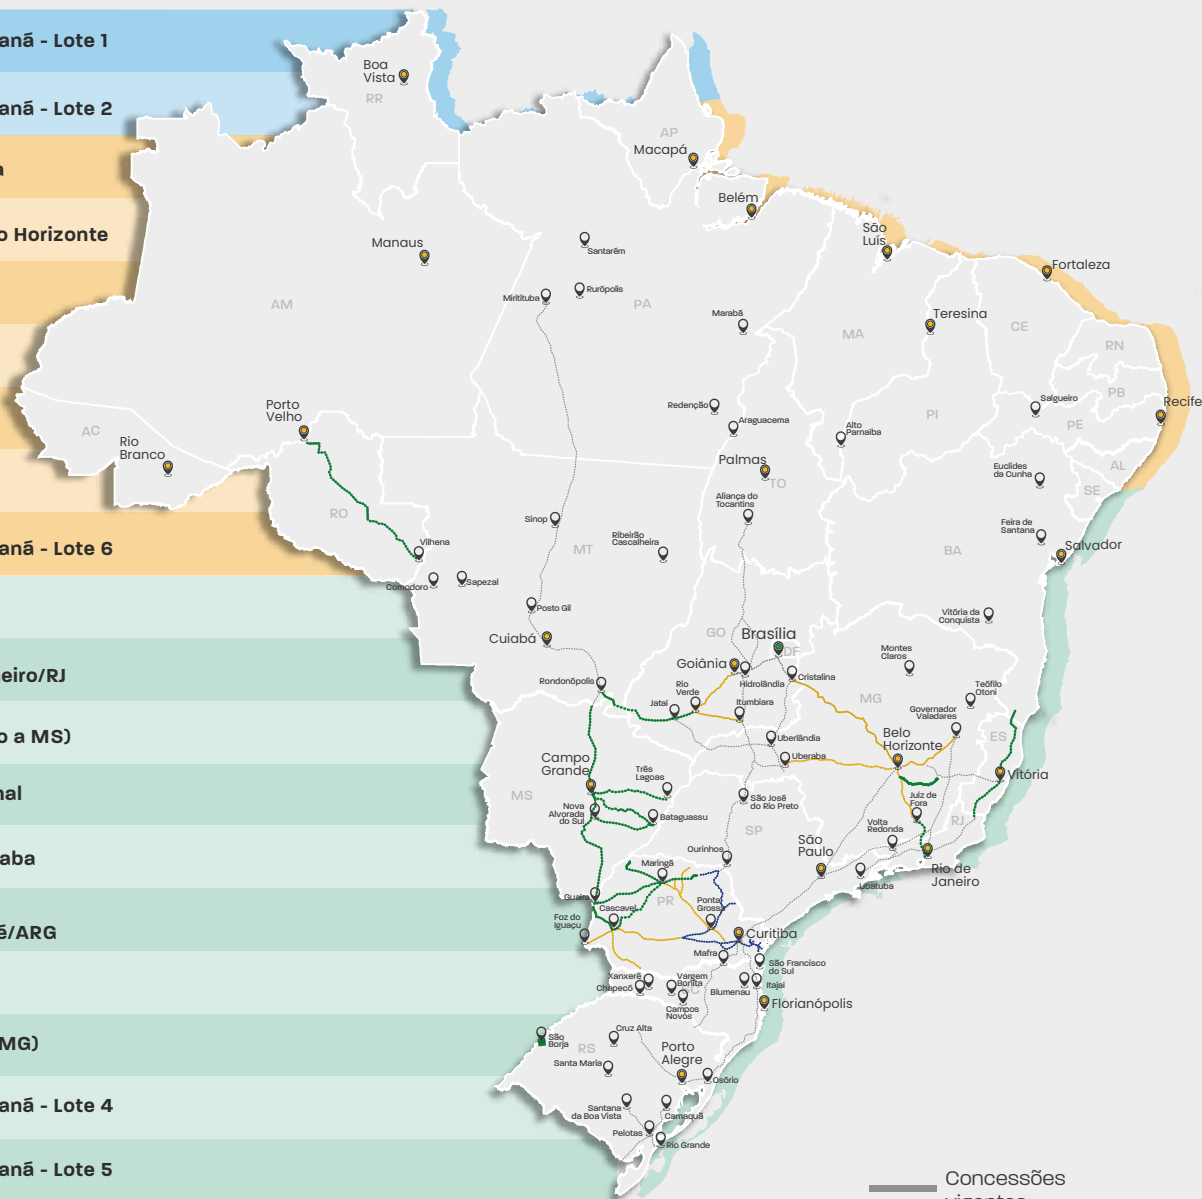 aná - Lote 1
aná - Lote 2
a
o Horizonte
aná - Lote 6
eiro/RJ
o a MS)
nal
aba
é/ARG
MG)
aná - Lote 4
aná - Lote 5
Boa
Vista
RR
AP
Macapá
Belém
São
Luís
Fortaleza
Manaus
Santarém
Rurópolis
Miritituba
AM
PA
Marabá
MA
Teresina
CE
RN
PB
Recife
PI
Salgueiro
PE
AL
SE
Redenção
Araguacema
Alto
Parnaíba
Porto
Velho
AC
Rio
Branco
RO
Vilhena
Comodoro
Sapezal
Palmas
TO
Aliança do
Tocantins
Euclides
da Cunha
Feira de
Santana
Salvador
BA
Sinop
Ribeirão
Cascalheira
MT
Posto Gil
Cuiabá
Vitória da
Conquista
GO
Brasília
DF
Goiânia
Hidrolândia
Cristalina
Montes
Claros
Rondonópolis
Rio
Verde
Jataí
Itumbiara
MG
Teófilo
Otoni
Governador
Valadares
ES
Uberlândia
Uberaba
Belo
Horizonte
Vitória
Campo
Grande
Três
Lagoas
MS
Nova
Alvorada
do Sul
Bataguassu
São José
do Rio Preto
SP
Juiz de
Fora
Volta
Redonda
RJ
São
Paulo
Ubatuba
Rio de
Janeiro
Ourinhos
Maringá
PR
Guaíra
Cascavel
Ponta
Grossa
Foz do
Iguaçu
Curitiba
Mafra
São Francisco
do Sul
Xanxerê
Chapecó
Vargem
Bonita
SC
Campos
Novos
Blumenau
Itajaí
Florianópolis
São
Borja
Cruz Alta
RS
Santa Maria
Porto
Alegre
Osório
Santana
da Boa Vista
Camaquã
Pelotas
Rio Grande
Concessões
vigentes